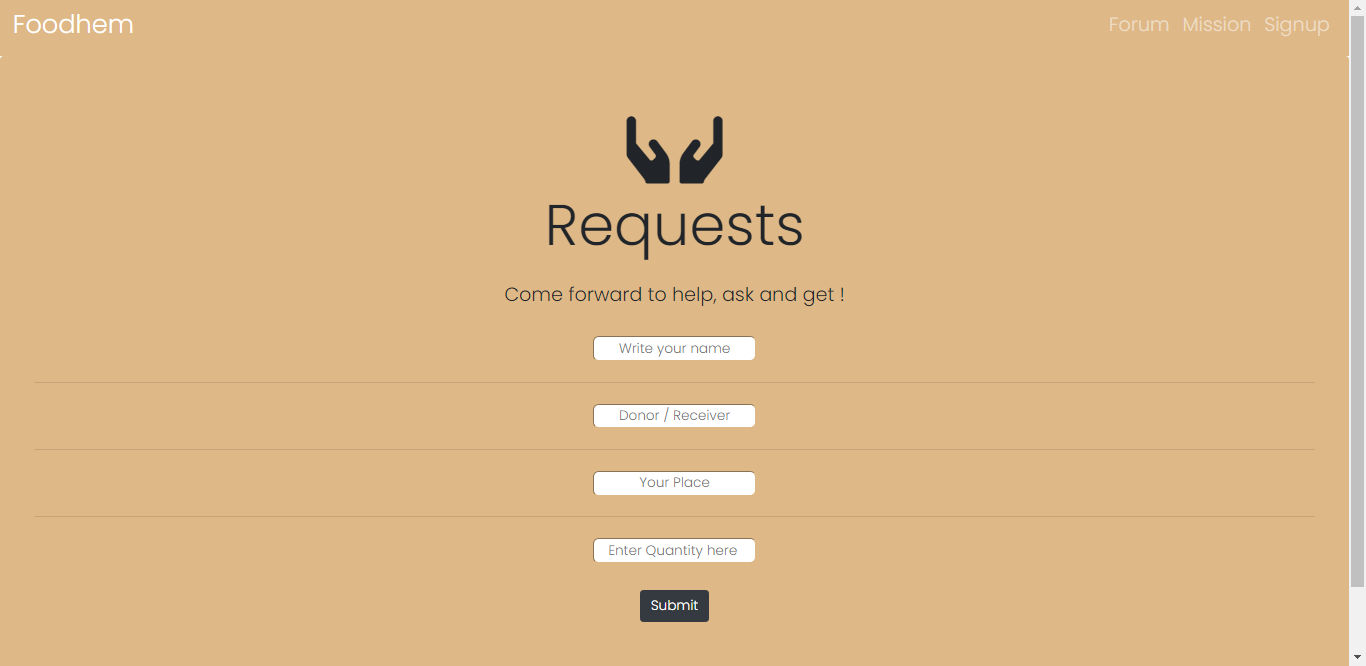 Foodhem
Forum Mission Signup
Requests
Come forward to help, ask and get !
Write your name
Donor / Receiver
Your Place
Enter Quantity here
Submit